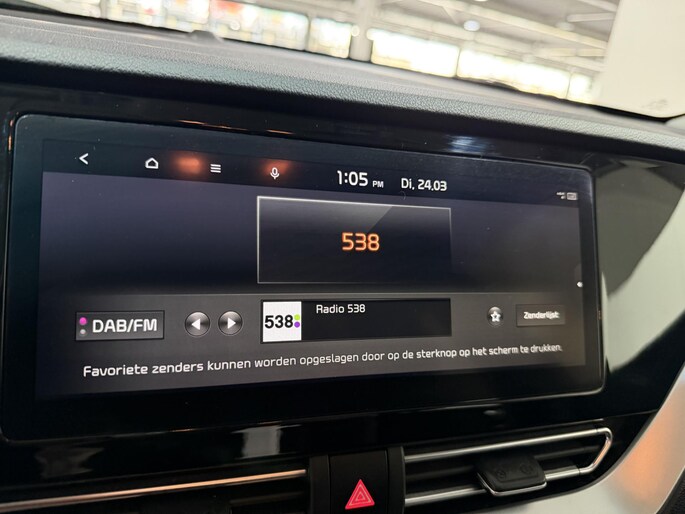 1:05 PM Di, 24.03
538
DAB/FM
538
Radio 538
Zenderlijst
Favoriete zenders kunnen worden opgeslagen door op de sterknop op het scherm te drukken.